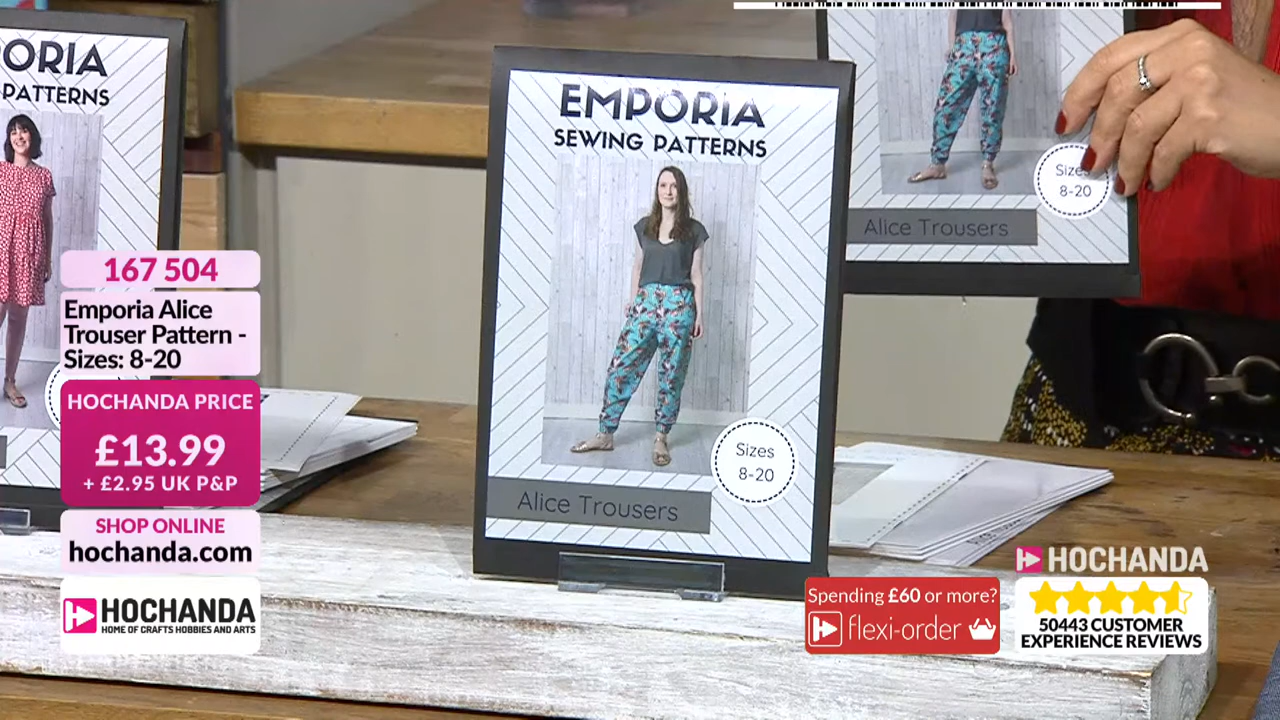 ORIA
PATTERNS
EMPORIA
SEWING PATTERNS
Sizes
8-20
Alice Trousers
Sizes
8-20
Alice Trousers
167 504
Emporia Alice
Trouser Pattern -
Sizes: 8-20
HOCHANDA PRICE
£13.99
+ £2.95 UK P&P
SHOP ONLINE
hochanda.com
HOCHANDA
HOME OF CRAFTS HOBBIES AND ARTS
Spending £60 or more?
flexi-order
HOCHANDA
50443 CUSTOMER
EXPERIENCE REVIEWS